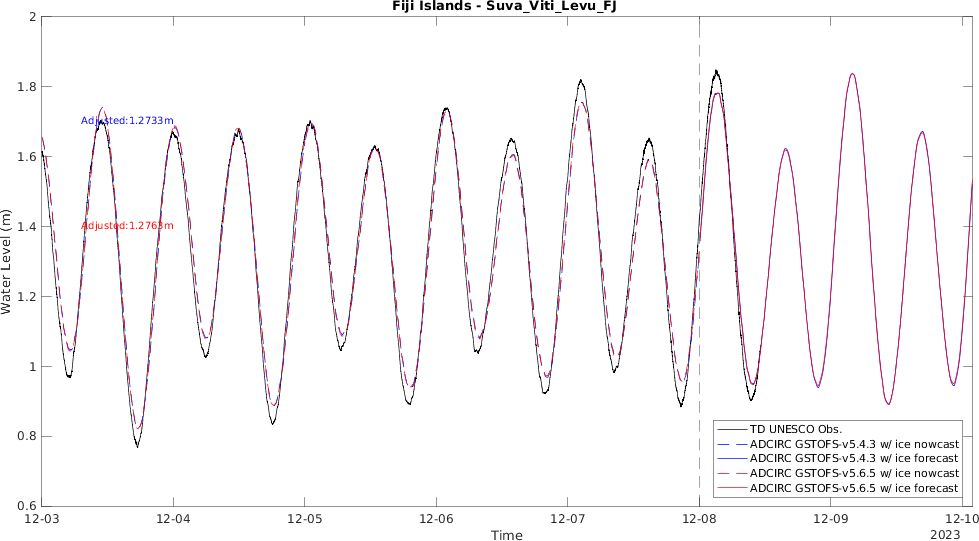 Fiji Islands - Suva_Viti_Levu_FJ
2
1.8
1.6
1.4
1.2
1
0.8
0.6
Water Level (m)
Adjusted:1.2733m
Adjusted:1.2763m
TD UNESCO Obs.
ADCIRC GSTOFS-v5.4.3 w/ ice nowcast
ADCIRC GSTOFS-v5.4.3 w/ ice forecast
ADCIRC GSTOFS-v5.6.5 w/ ice nowcast
ADCIRC GSTOFS-v5.6.5 w/ ice forecast
12-03 12-04 12-05 12-06 12-07 12-08 12-09 12-10
Time
2023